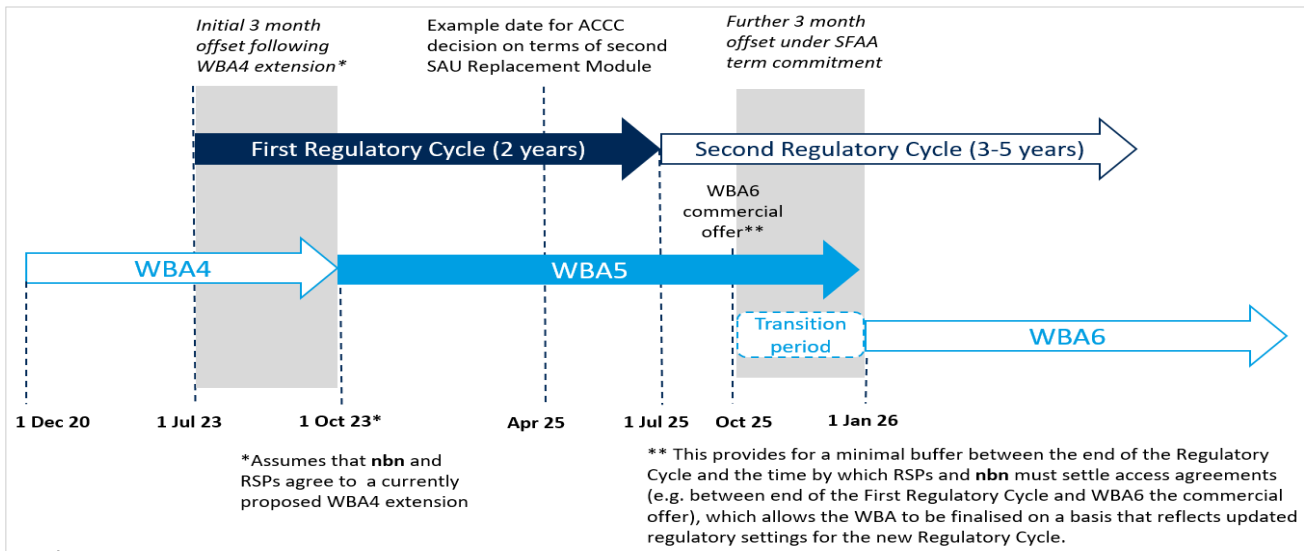 Initial 3 month
offset following
WBA4 extension*
Example date for ACCC
decision on terms of second
SAU Replacement Module
Further 3 month
offset under SFAA
term commitment
First Regulatory Cycle (2 years)
Second Regulatory Cycle (3-5 years)
WBA6
commercial
offer**
WBA4
WBA5
Transition
period
WBA6
1 Dec 20
1 Jul 23
1 Oct 23*
Apr 25
1 Jul 25
Oct 25
1 Jan 26
*Assumes that nbn and
RSPs agree to a currently
proposed WBA4 extension
** This provides for a minimal buffer between the end of the Regulatory
Cycle and the time by which RSPs and nbn must settle access agreements
(e.g. between end of the First Regulatory Cycle and WBA6 the commercial
offer), which allows the WBA to be finalised on a basis that reflects updated
regulatory settings for the new Regulatory Cycle.